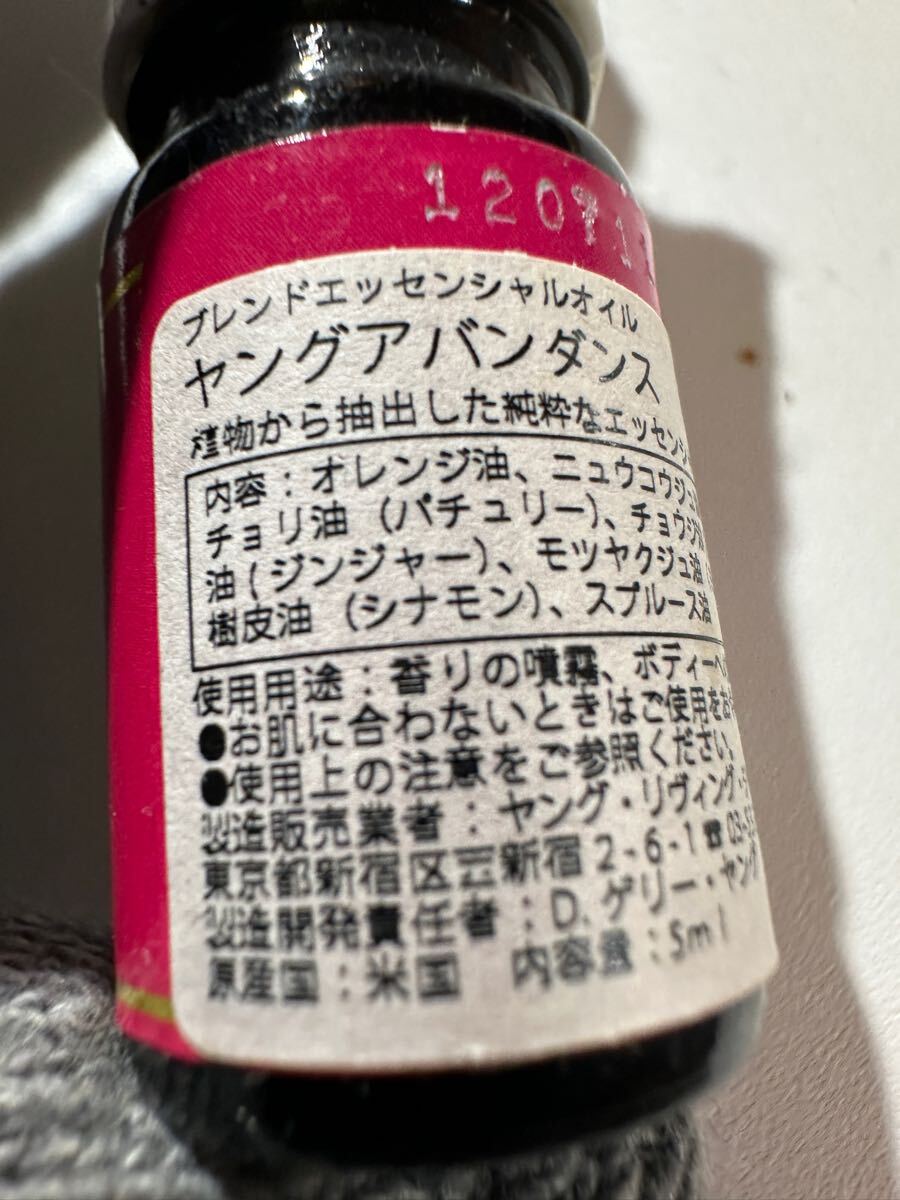 120711
ブレンドエッセンシャルオイル
ヤングアバンダンス
植物から抽出した純粋なエッセンシ
内容：オレンジ油、ニュウコウジュ
チョリ油（パチュリー）、チョウジ
油(ジンジャー)、モツヤクジュ油
樹皮油（シナモン）、スプルース油
使用用途：香りの噴霧、ボディーへ
●お肌に合わないときはご使用をお
●使用上の注意をご参照ください。
製造販売業者：ヤング・リヴィング・
東京都新宿区西新宿2-6-1☎03-5
製造開発責任者：D.ゲリー・ヤング
原産国：米国 内容量：5ml